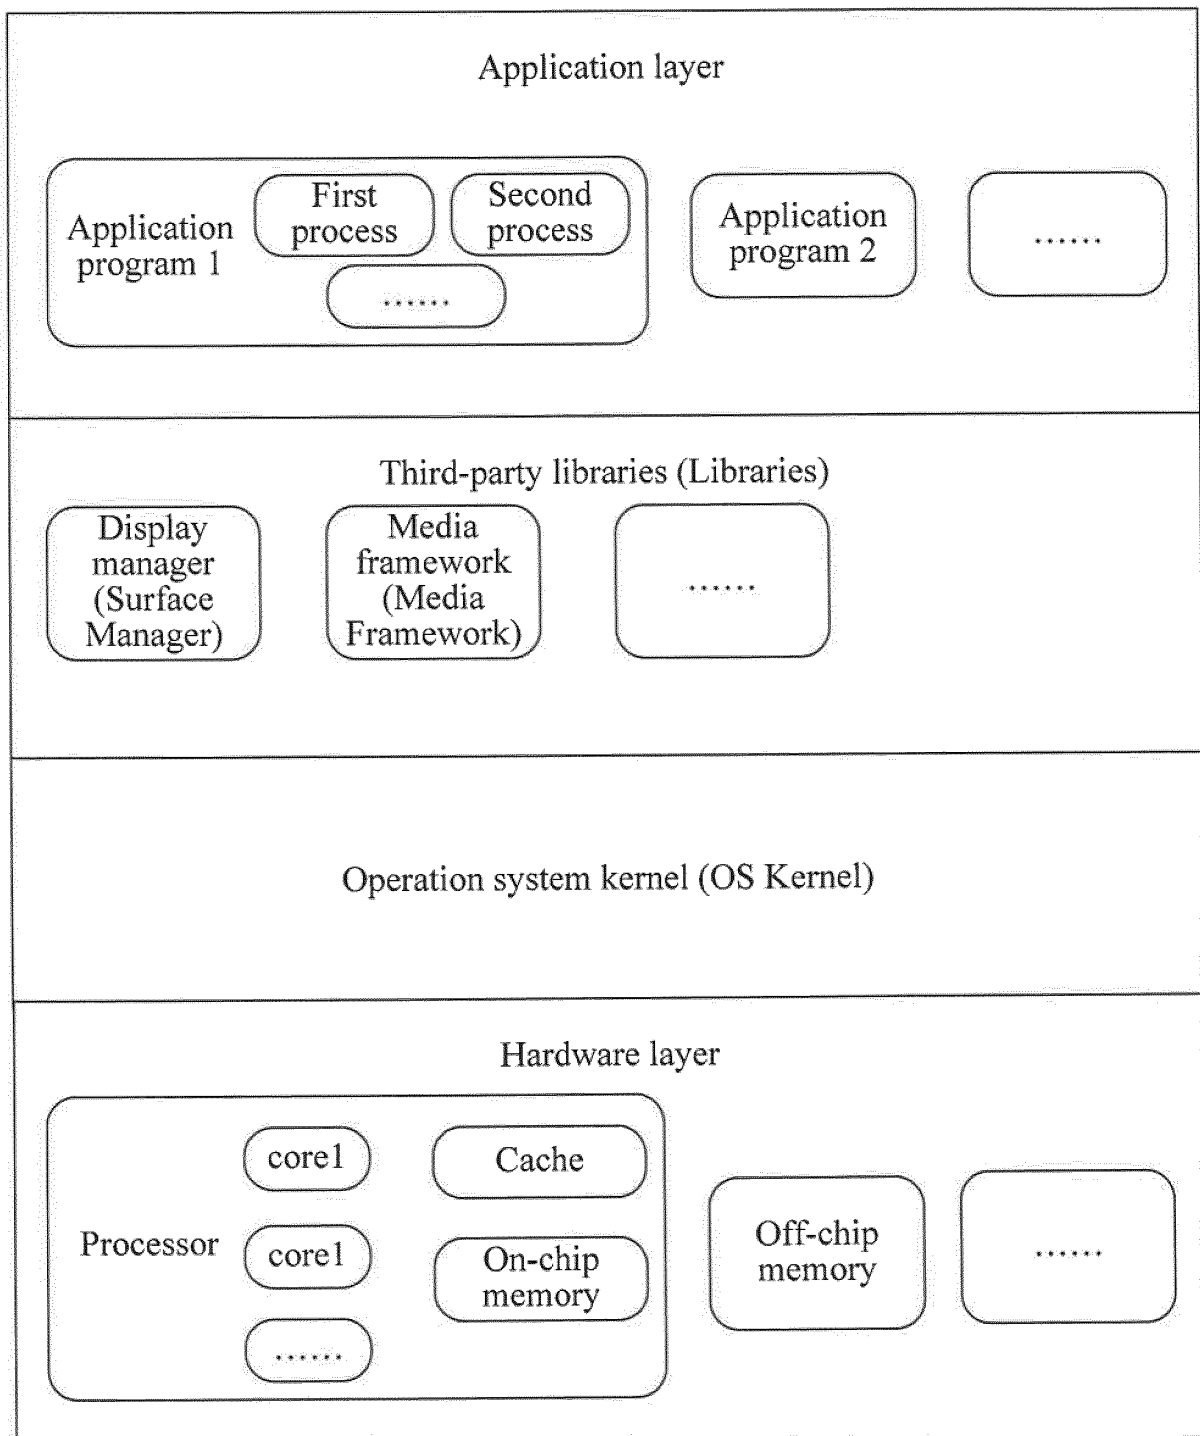 Application layer
Application
program 1
First
process
Second
process
......
Application
program 2
......
Third-party libraries (Libraries)
Display
manager
(Surface
Manager)
Media
framework
(Media
Framework)
......
Operation system kernel (OS Kernel)
Hardware layer
Processor
core1
core1
......
Cache
On-chip
memory
Off-chip
memory
......